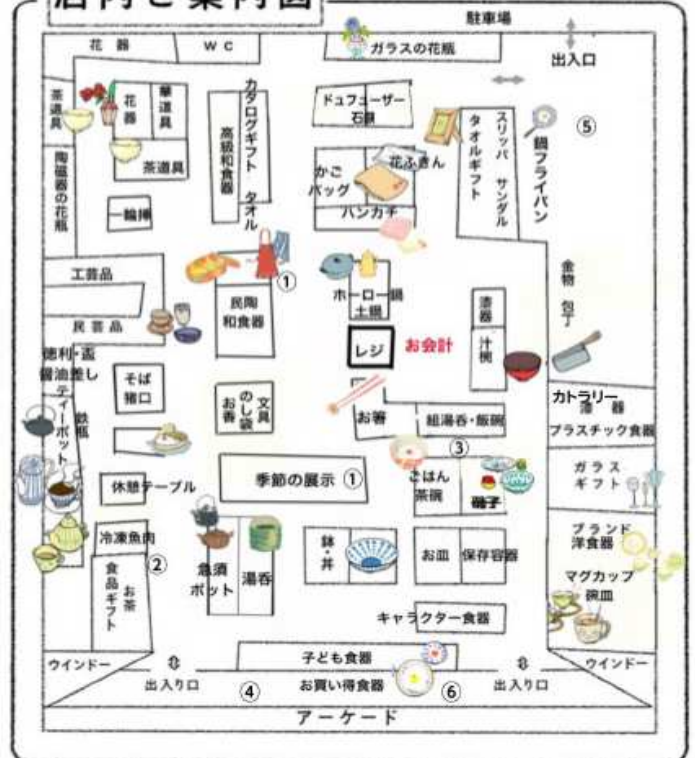 店内ご案内図
駐車場
花器
WC
ガラスの花瓶
出入口
茶道具
花器
華道具
茶道具
高級和食器
カタログギフト タオル
ドュフューザー
石鹸
かご
バッグ
花ふきん
ハンカチ
タオルギフト
スリッパ サンダル
鍋フライパン
⑤
陶磁器の花瓶
一輪挿
工芸品
民芸品
①
民陶
和食器
ホーロー鍋
土鍋
漆器
汁椀
金物 包丁
レジ
お会計
徳利・盃
醤油差し
ティーポット
鉄瓶
そば
猪口
お香
のし袋
文具
お箸
組湯呑・飯碗
カトラリー
漆器
プラスチック食器
③
休憩テーブル
季節の展示 ①
ごはん
茶碗
硝子
ガラス
ギフト
冷凍魚肉
②
食品ギフト
お茶
急須
ポット
湯呑
鉢・丼
お皿
保存容器
ブランド
洋食器
マグカップ
碗皿
キャラクター食器
子ども食器
ウインドー
ウインドー
出入り口
④
お買い得食器
⑥
出入り口
アーケード